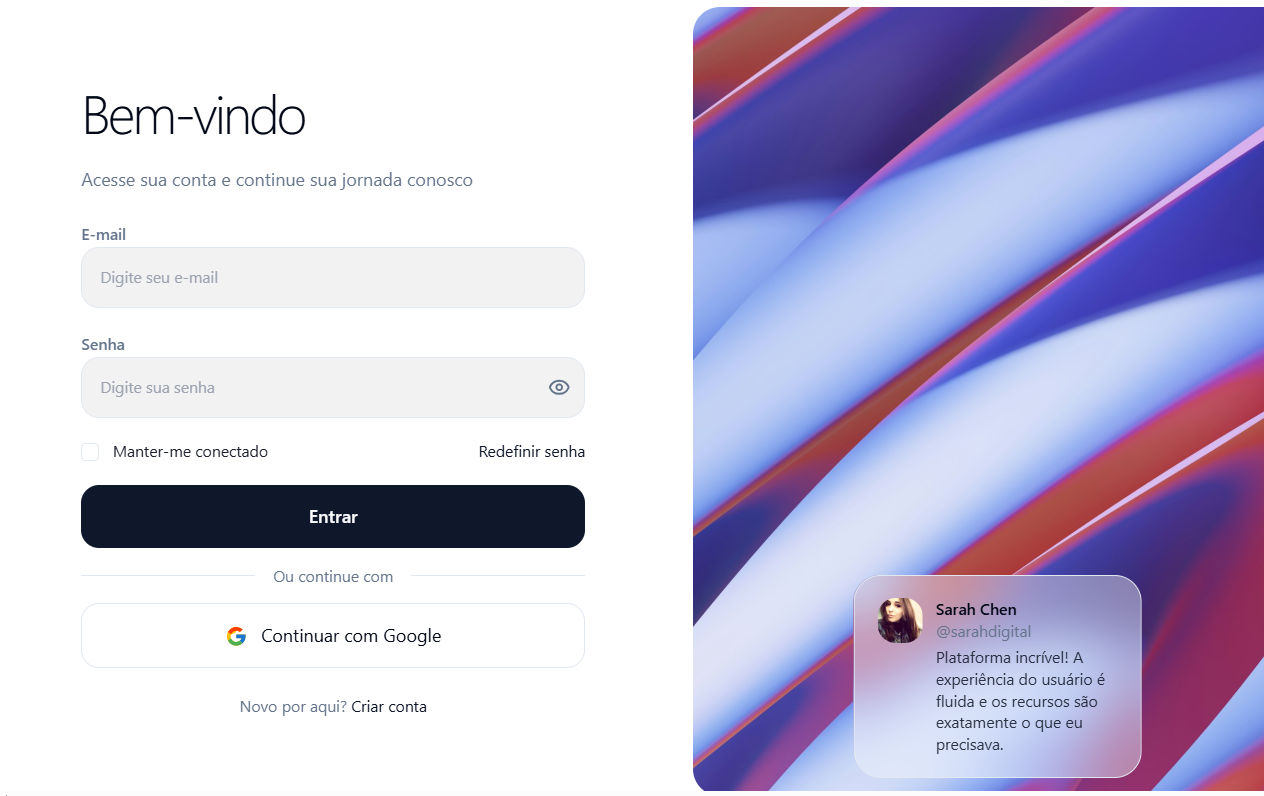 Bem-vindo
Acesse sua conta e continue sua jornada conosco
E-mail
Digite seu e-mail
Senha
Digite sua senha
Manter-me conectado
Redefinir senha
Entrar
Ou continue com
Continuar com Google
Novo por aqui? Criar conta
Sarah Chen
@sarahdigital
Plataforma incrível! A
experiência do usuário é
fluida e os recursos são
exatamente o que eu
precisava.